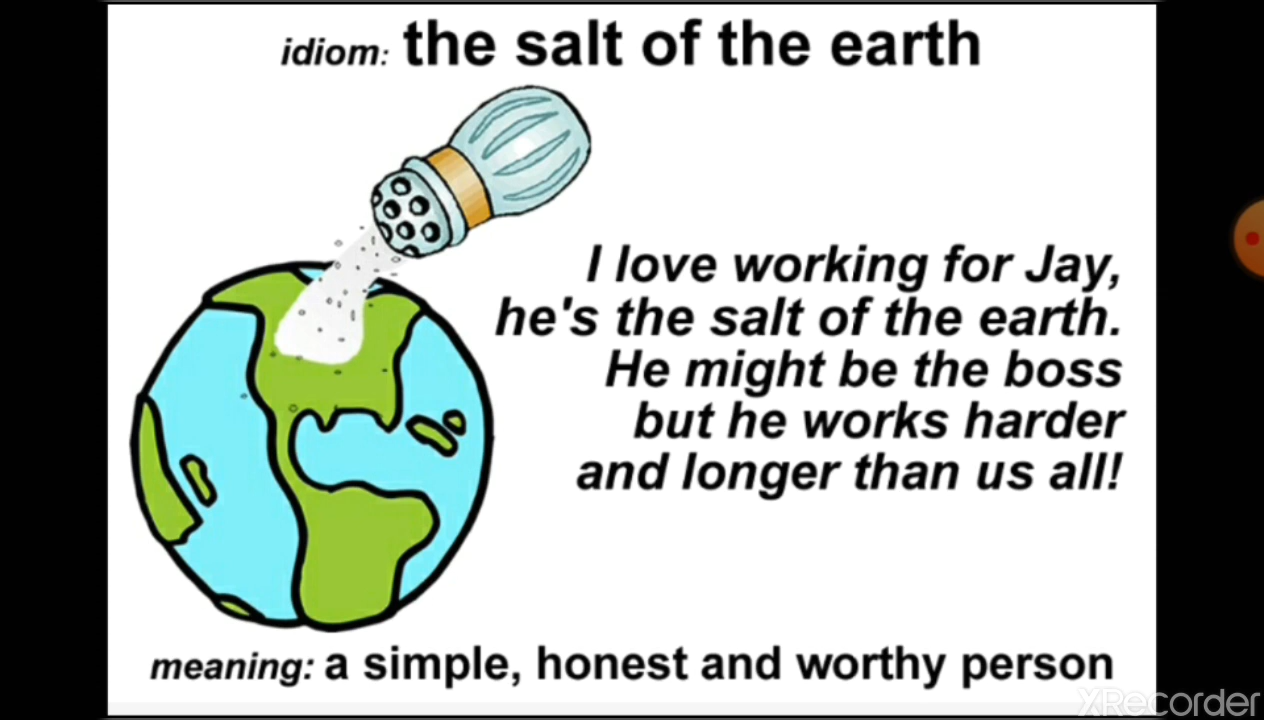 idiom: the salt of the earth
I love working for Jay,
he's the salt of the earth.
He might be the boss
but he works harder
and longer than us all!
meaning: a simple, honest and worthy person
XRecorder